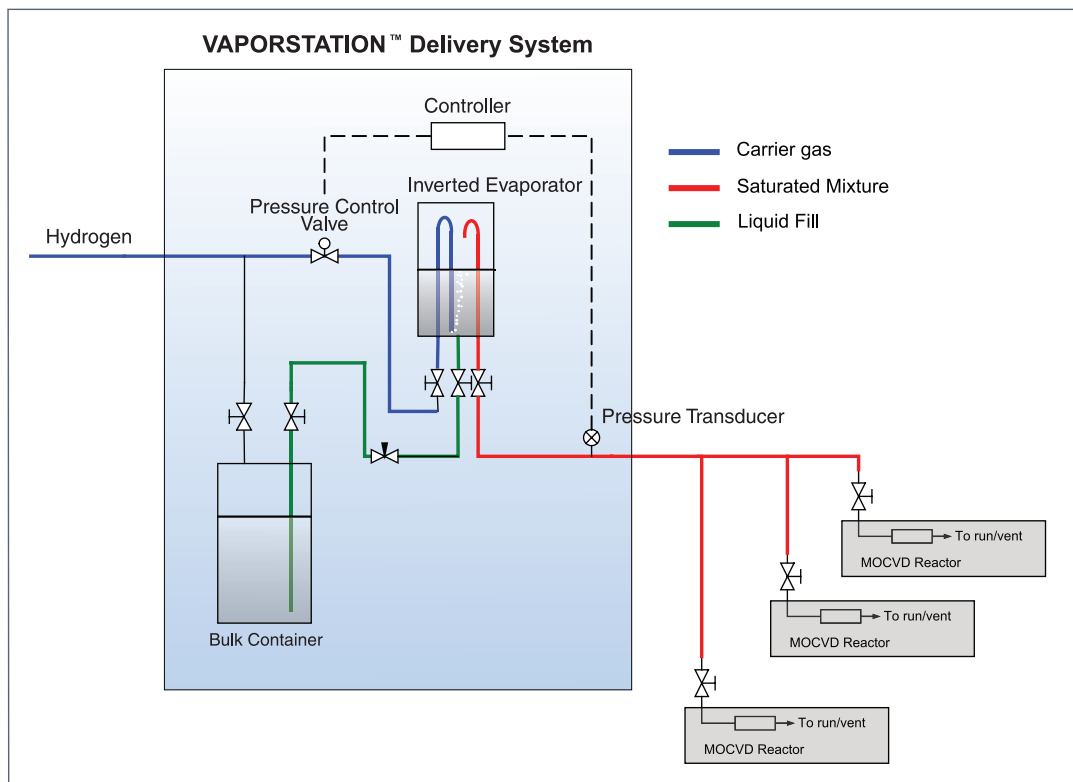 VAPORSTATION™ Delivery System
Controller
Carrier gas
Saturated Mixture
Liquid Fill
Inverted Evaporator
Pressure Control
Valve
Hydrogen
Pressure Transducer
Bulk Container
To run/vent
MOCVD Reactor
To run/vent
MOCVD Reactor
To run/vent
MOCVD Reactor